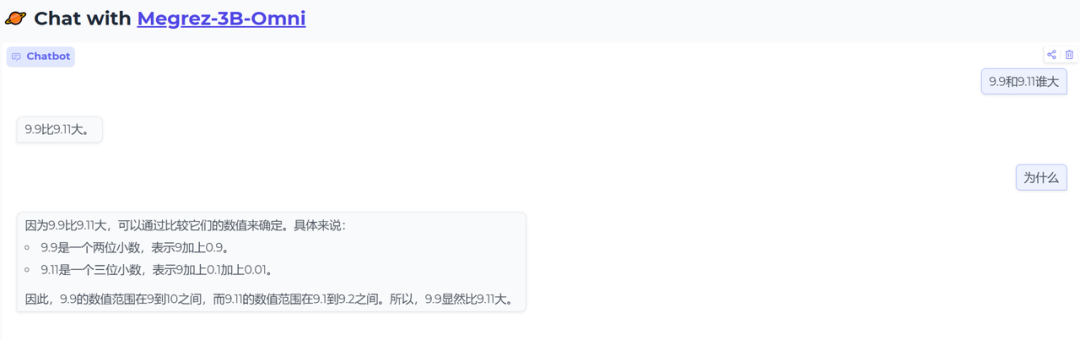 Chat with Megrez-3B-Omni
Chatbot
9.9和9.11谁大
9.9比9.11大。
为什么
因为9.9比9.11大，可以通过比较它们的数值来确定。具体来说：
9.9是一个两位小数，表示9加上0.9。
9.11是一个三位小数，表示9加上0.1加上0.01。
因此，9.9的数值范围在9到10之间，而9.11的数值范围在9.1到9.2之间。所以，9.9显然比9.11大。